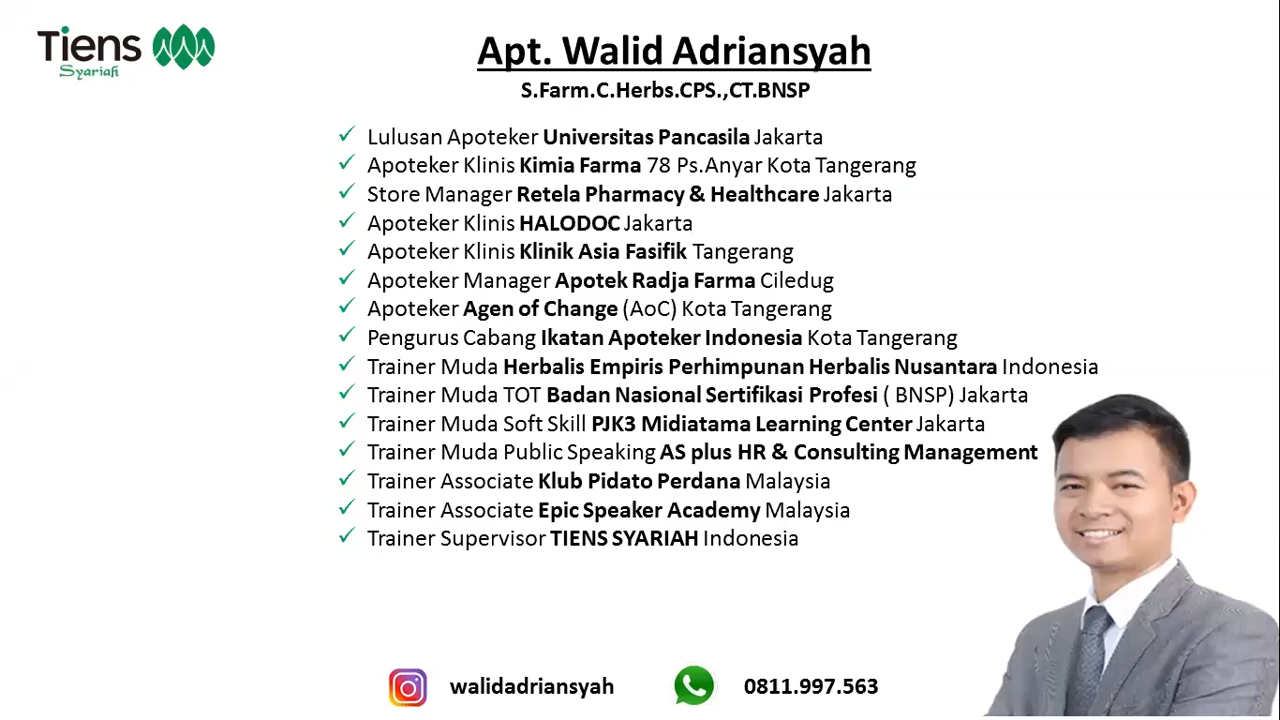 Tiens
Syariah
Apt. Walid Adriansyah
S.Farm.C.Herbs.CPS.,CT.BNSP
Lulusan Apoteker Universitas Pancasila Jakarta
Apoteker Klinis Kimia Farma 78 Ps.Anyar Kota Tangerang
Store Manager Retela Pharmacy & Healthcare Jakarta
Apoteker Klinis HALODOC Jakarta
Apoteker Klinis Klinik Asia Fasifik Tangerang
Apoteker Manager Apotek Radja Farma Ciledug
Apoteker Agen of Change (AoC) Kota Tangerang
Pengurus Cabang Ikatan Apoteker Indonesia Kota Tangerang
Trainer Muda Herbalis Empiris Perhimpunan Herbalis Nusantara Indonesia
Trainer Muda TOT Badan Nasional Sertifikasi Profesi ( BNSP) Jakarta
Trainer Muda Soft Skill PJK3 Midiatama Learning Center Jakarta
Trainer Muda Public Speaking AS plus HR & Consulting Management
Trainer Associate Klub Pidato Perdana Malaysia
Trainer Associate Epic Speaker Academy Malaysia
Trainer Supervisor TIENS SYARIAH Indonesia
walidadriansyah
0811.997.563